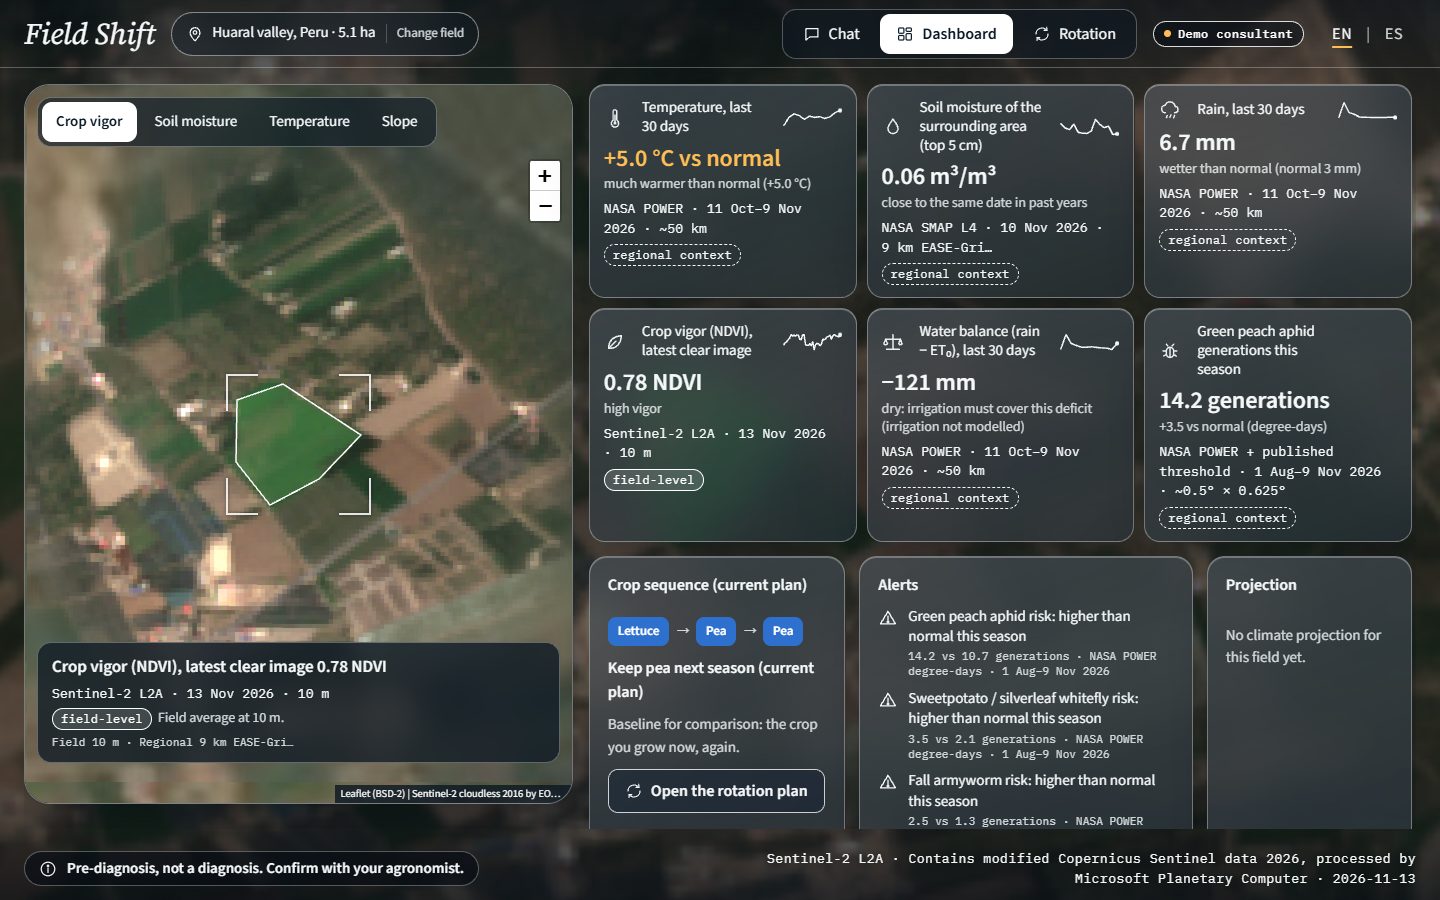 Field Shift
Huaral valley, Peru · 5.1 ha
Change field
Chat
Dashboard
Rotation
Demo consultant
EN | ES
Crop vigor
Soil moisture
Temperature
Slope
+
−
Crop vigor (NDVI), latest clear image 0.78 NDVI
Sentinel-2 L2A · 13 Nov 2026 · 10 m
field-level
Field average at 10 m.
Field 10 m · Regional 9 km EASE-Gri…
Leaflet (BSD-2) | Sentinel-2 cloudless 2016 by EO…
Temperature, last
30 days
+5.0 °C vs normal
much warmer than normal (+5.0 °C)
NASA POWER · 11 Oct–9 Nov
2026 · ~50 km
regional context
Soil moisture of the
surrounding area
(top 5 cm)
0.06 m³/m³
close to the same date in past years
NASA SMAP L4 · 10 Nov 2026 ·
9 km EASE-Gri…
regional context
Rain, last 30 days
6.7 mm
wetter than normal (normal 3 mm)
NASA POWER · 11 Oct–9 Nov
2026 · ~50 km
regional context
Crop vigor (NDVI),
latest clear image
0.78 NDVI
high vigor
Sentinel-2 L2A · 13 Nov 2026
· 10 m
field-level
Water balance (rain
− ET₀), last 30 days
−121 mm
dry: irrigation must cover this deficit
(irrigation not modelled)
NASA POWER · 11 Oct–9 Nov
2026 · ~50 km
regional context
Green peach aphid
generations this
season
14.2 generations
+3.5 vs normal (degree-days)
NASA POWER + published
threshold · 1 Aug–9 Nov 2026
· ~0.5° × 0.625°
regional context
Crop sequence (current plan)
Lettuce → Pea → Pea
Keep pea next season (current
plan)
Baseline for comparison: the crop
you grow now, again.
Open the rotation plan
Alerts
Green peach aphid risk: higher than
normal this season
14.2 vs 10.7 generations · NASA POWER
degree-days · 1 Aug–9 Nov 2026
Sweetpotato / silverleaf whitefly risk:
higher than normal this season
3.5 vs 2.1 generations · NASA POWER
degree-days · 1 Aug–9 Nov 2026
Fall armyworm risk: higher than normal
this season
2.5 vs 1.3 generations · NASA POWER
Projection
No climate projection for
this field yet.
Pre-diagnosis, not a diagnosis. Confirm with your agronomist.
Sentinel-2 L2A · Contains modified Copernicus Sentinel data 2026, processed by
Microsoft Planetary Computer · 2026-11-13